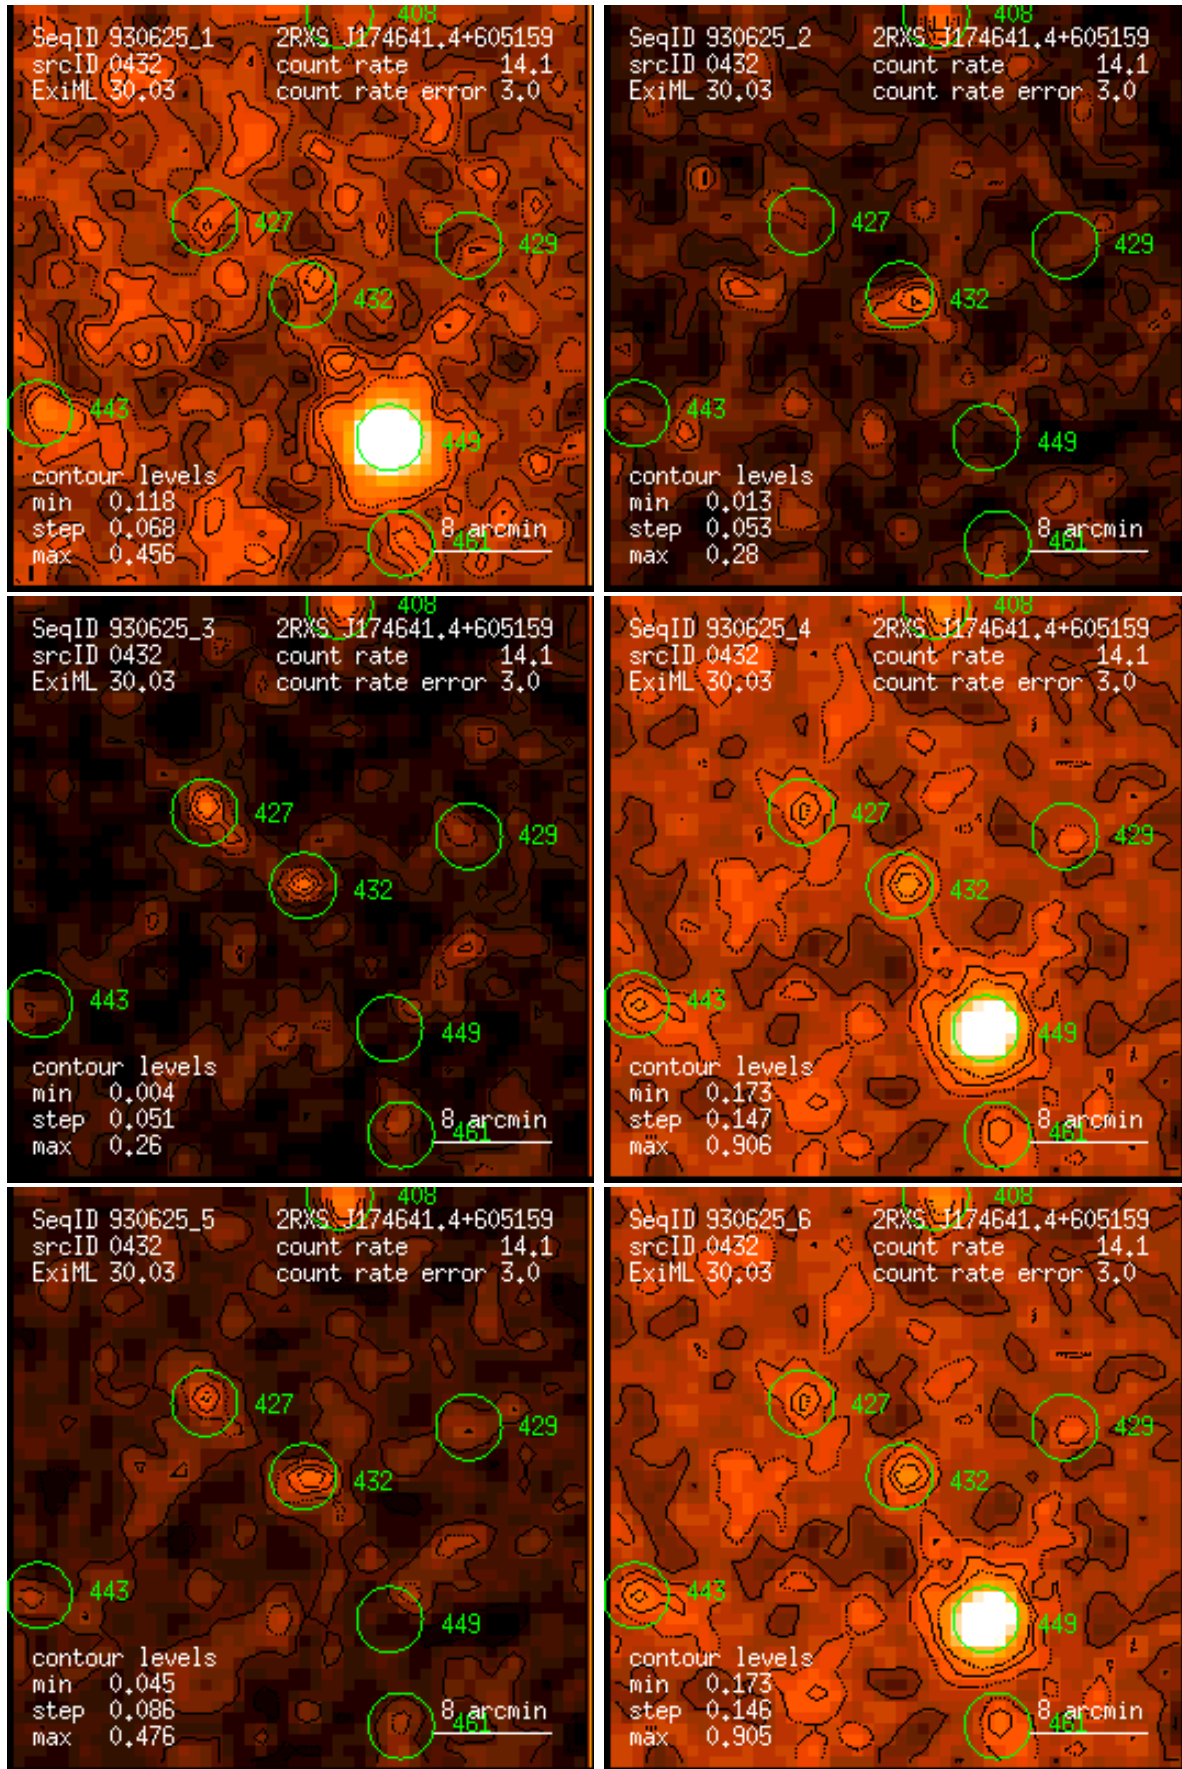 408
SeqID 930625_1 2RXS J174641.4+605159
srcID 0432 count rate 14.1
ExiML 30.03 count rate error 3.0
427
429
432
443
449
contour levels
min 0.118
step 0.068 8 arcmin
461
max 0.456
408
SeqID 930625_2 2RXS J174641.4+605159
srcID 0432 count rate 14.1
ExiML 30.03 count rate error 3.0
427
429
432
443
449
contour levels
min 0.013
step 0.053 8 arcmin
461
max 0.28
408
SeqID 930625_3 2RXS J174641.4+605159
srcID 0432 count rate 14.1
ExiML 30.03 count rate error 3.0
427
429
432
443
449
contour levels
min 0.004
step 0.051 8 arcmin
461
max 0.26
408
SeqID 930625_4 2RXS J174641.4+605159
srcID 0432 count rate 14.1
ExiML 30.03 count rate error 3.0
427
429
432
443
449
contour levels
min 0.173
step 0.147 8 arcmin
461
max 0.906
408
SeqID 930625_5 2RXS J174641.4+605159
srcID 0432 count rate 14.1
ExiML 30.03 count rate error 3.0
427
429
432
443
449
contour levels
min 0.045
step 0.086 8 arcmin
461
max 0.476
408
SeqID 930625_6 2RXS J174641.4+605159
srcID 0432 count rate 14.1
ExiML 30.03 count rate error 3.0
427
429
432
443
449
contour levels
min 0.173
step 0.146 8 arcmin
461
max 0.905